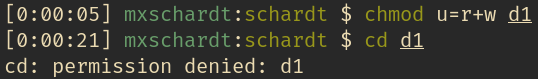 [0:00:05] mxschardt:schardt $ chmod u=r+w d1
[0:00:21] mxschardt:schardt $ cd d1
cd: permission denied: d1